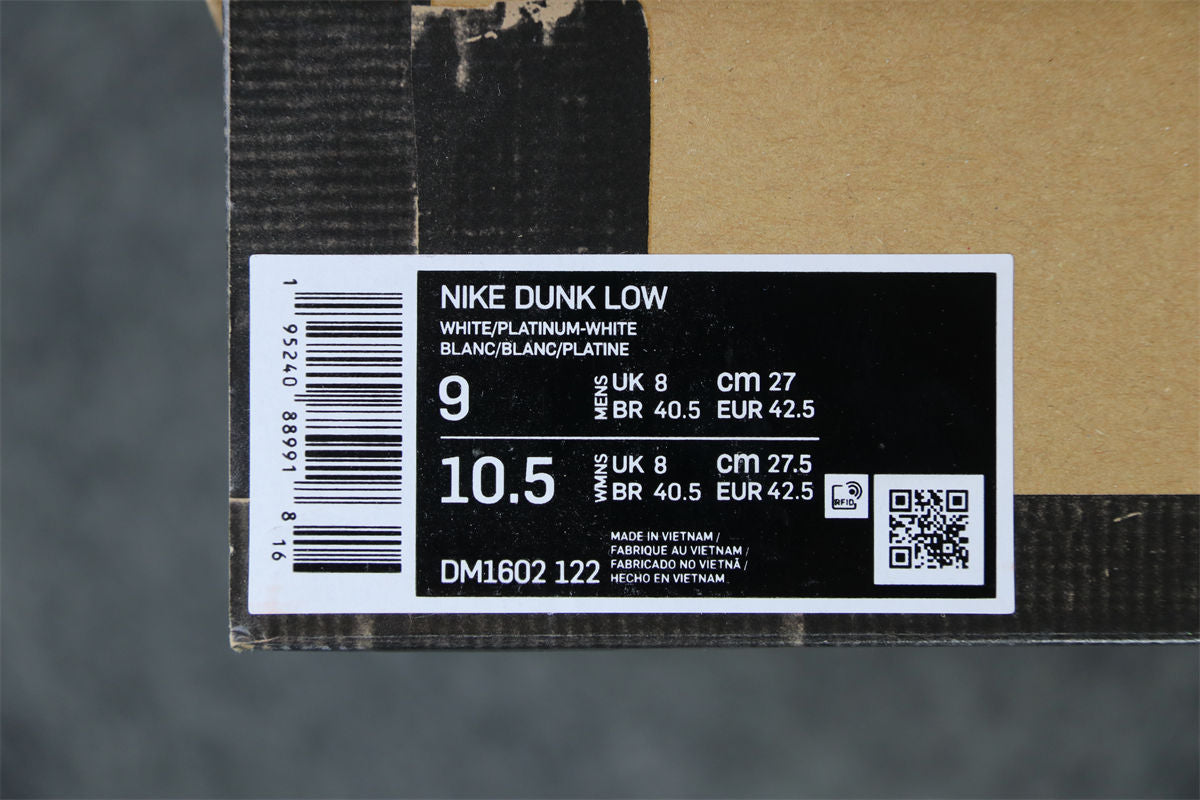 NIKE DUNK LOW
WHITE/PLATINUM-WHITE
BLANC/BLANC/PLATINE
9 MENS UK 8 cm 27
BR 40.5 EUR 42.5
10.5 WMNS UK 8 cm 27.5
BR 40.5 EUR 42.5
RFID
MADE IN VIETNAM /
FABRIQUE AU VIETNAM /
FABRICADO NO VIETNÃ /
HECHO EN VIETNAM
DM1602 122
1 95240 88991 8 16